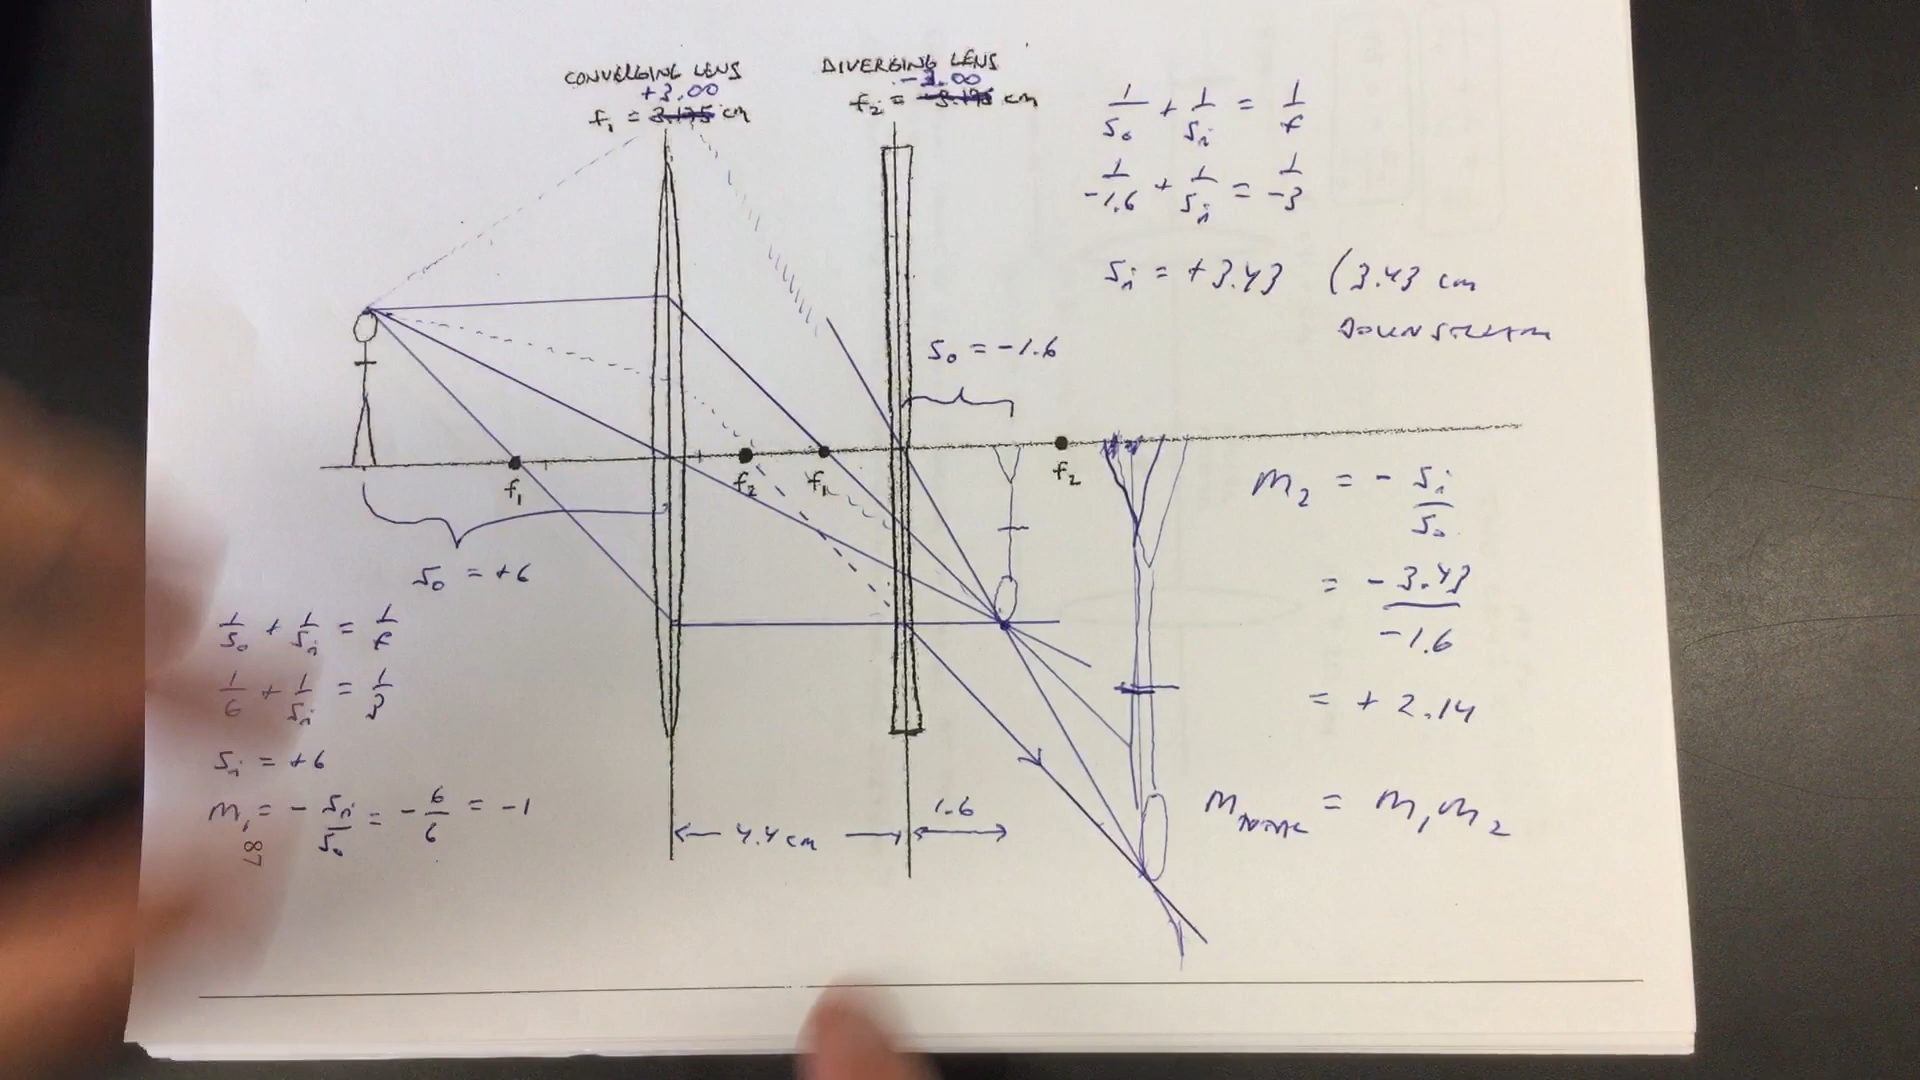 CONVERGING LENS
+3.00
f₁ = 3.175 cm
DIVERGING LENS
-3.00
f₂ = -3.175 cm
1/s₀ + 1/sᵢ = 1/f
1/-1.6 + 1/sᵢ = 1/-3
sᵢ = +3.43 (3.43 cm
DOWNSTREAM
s₀ = -1.6
f₁
f₂
f₁
f₂
s₀ = +6
1/s₀ + 1/sᵢ = 1/f
1/6 + 1/sᵢ = 1/3
sᵢ = +6
m₁ = - sᵢ/s₀ = - 6/6 = -1
87
4.4 cm
1.6
m₂ = - sᵢ/s₀
= -3.43/-1.6
= + 2.14
m_TOTAL = m₁m₂